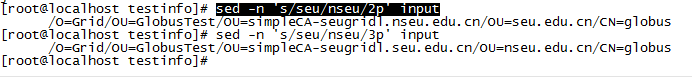 [root@localhost testinfo]# sed -n 's/seu/nseu/2p' input
/O=Grid/OU=GlobusTest/OU=simpleCA-seugridl.nseu.edu.cn/OU=seu.edu.cn/CN=globus
[root@localhost testinfo]# sed -n 's/seu/nseu/3p' input
/O=Grid/OU=GlobusTest/OU=simpleCA-seugridl.seu.edu.cn/OU=nseu.edu.cn/CN=globus
[root@localhost testinfo]#